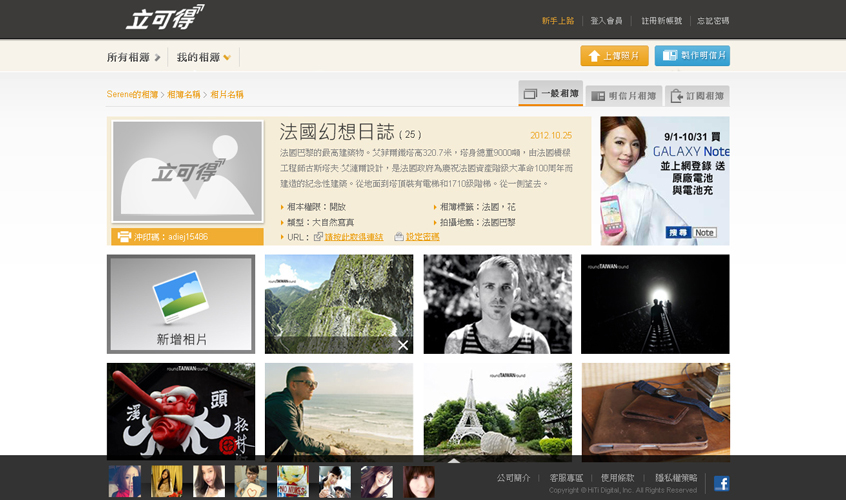 立可得
新手上路
登入會員
註冊新帳號
忘記密碼
所有相簿
我的相簿
上傳照片
製作明信片
Serene的相簿 > 相簿名稱 > 相片名稱
一般相簿
明信片相簿
訂閱相簿
立可得
沖印碼：adiej15486
法國幻想日誌 ( 25 )
2012.10.25
法國巴黎的最高建築物。艾菲爾鐵塔高320.7米，塔身總重9000噸，由法國橋樑
工程師古斯塔夫 艾滬爾設計，是法國政府為慶祝法國資產階級大革命100周年而
建造的紀念性建築。從地面到塔頂裝有電梯和1710級階梯。從一側望去。
相本權限：開放
相簿標籤：法國，花
類型：大自然寫真
拍攝地點：法國巴黎
URL：
請按此取得連結
設定密碼
9/1-10/31 買
GALAXY Note
並上網登錄 送
原廠電池
與電池充
搜尋 Note
新增相片
roundTAIWANround
roundTAIWANround
roundTAIWANround
溪
頭
松林
roundTAIWANround
公司簡介
客服專區
使用條款
隱私權策略
Copyright © HiTi Digital, Inc. All Rights Reserved